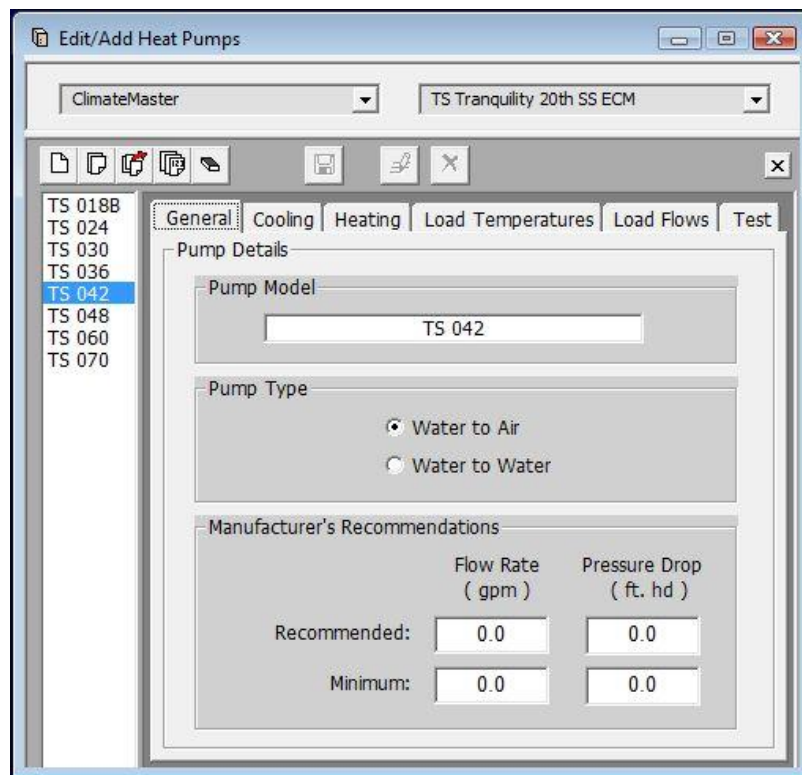 Edit/Add Heat Pumps
ClimateMaster TS Tranquility 20th SS ECM
TS 018B
TS 024
TS 030
TS 036
TS 042
TS 048
TS 060
TS 070
General Cooling Heating Load Temperatures Load Flows Test
Pump Details
Pump Model
TS 042
Pump Type
Water to Air
Water to Water
Manufacturer's Recommendations
Flow Rate Pressure Drop
( gpm ) ( ft. hd )
Recommended: 0.0 0.0
Minimum: 0.0 0.0